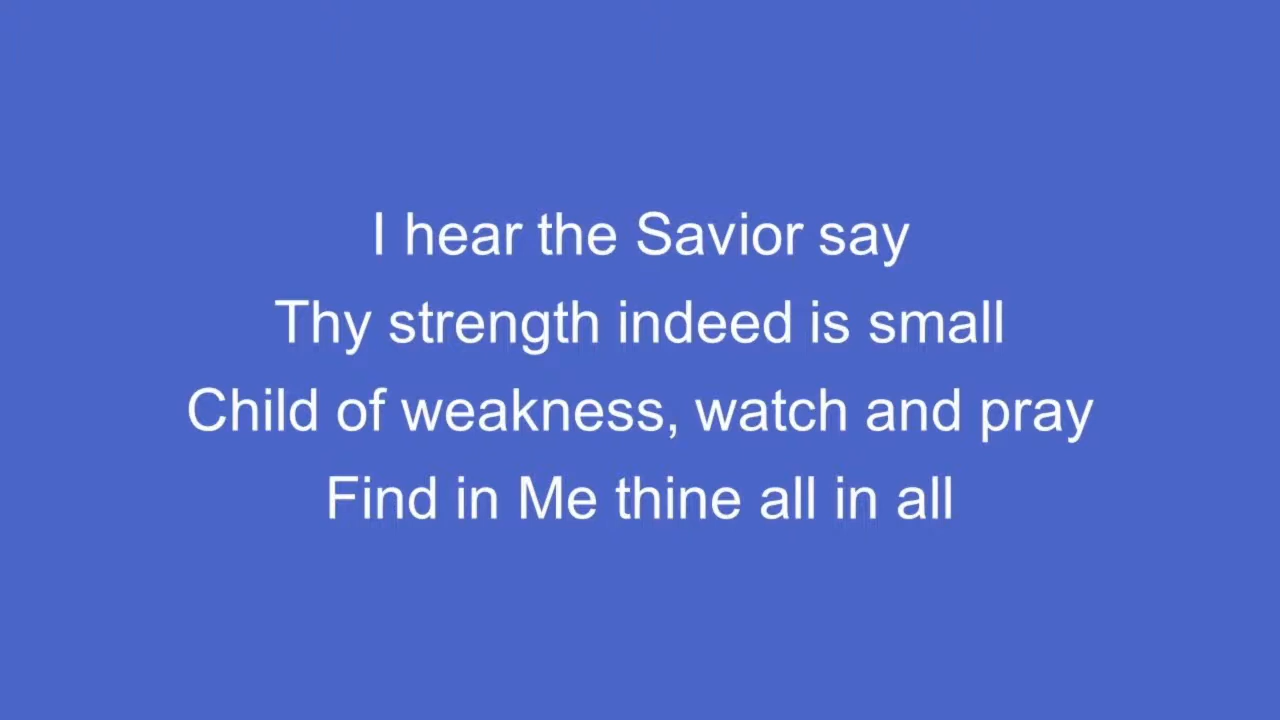 I hear the Savior say
Thy strength indeed is small
Child of weakness, watch and pray
Find in Me thine all in all